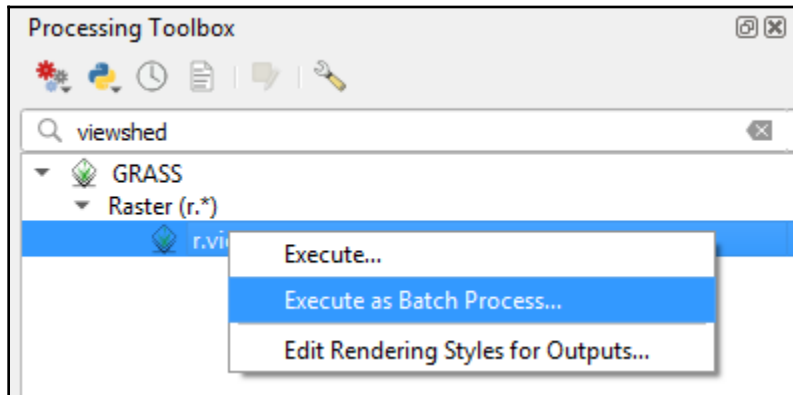 Processing Toolbox
viewshed
GRASS
Raster (r.*)
Execute...
Execute as Batch Process...
Edit Rendering Styles for Outputs...